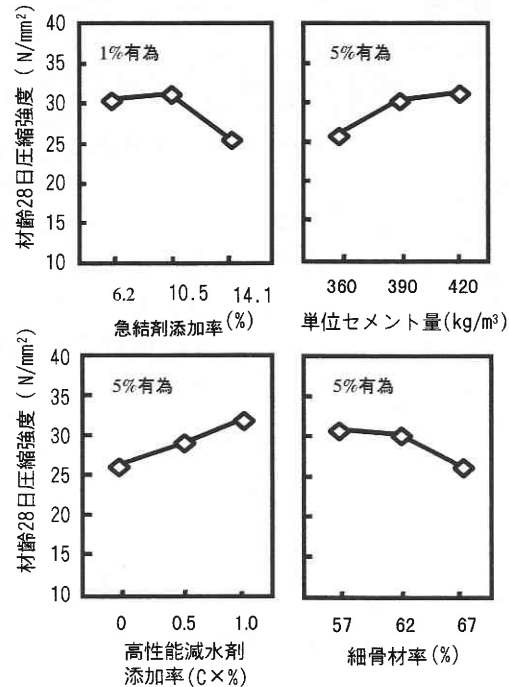 材齢28日圧縮強度 ( N/mm²)
40
35
30
25
20
15
10
1%有為
6.2 10.5 14.1
急結剤添加率(%)
5%有為
360 390 420
単位セメント量(kg/m³)
材齢28日圧縮強度 ( N/mm²)
40
35
30
25
20
15
10
5%有為
0 0.5 1.0
高性能減水剤
添加率(C×%)
5%有為
57 62 67
細骨材率(%)